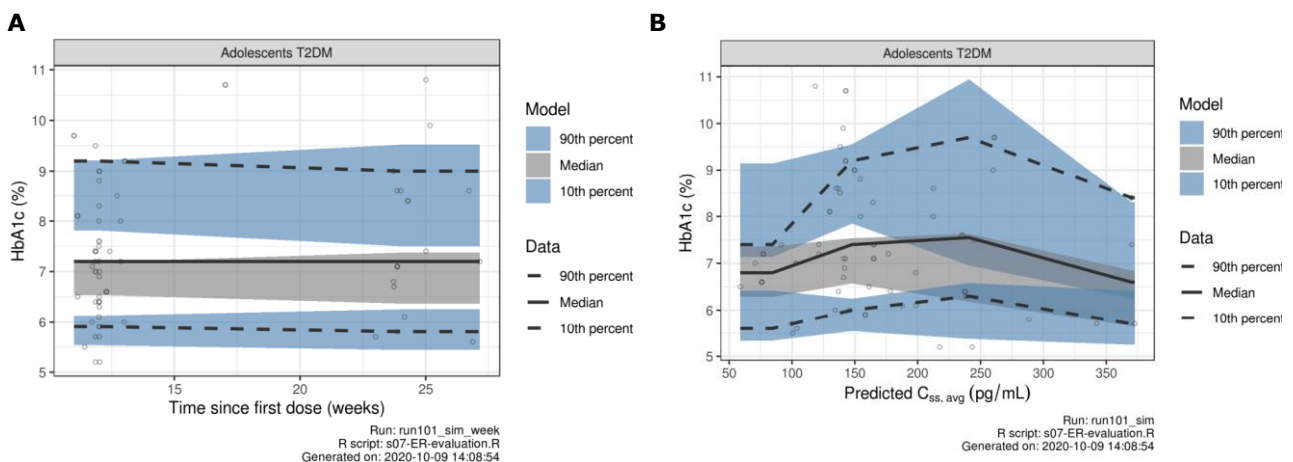 A
Adolescents T2DM
11
10
9
8
7
6
5
HbA1c (%)
15
20
25
Time since first dose (weeks)
Model
90th percent
Median
10th percent
Data
90th percent
Median
10th percent
Run: run101_sim_week
R script: s07-ER-evaluation.R
Generated on: 2020-10-09 14:08:54
B
Adolescents T2DM
11
10
9
8
7
6
5
HbA1c (%)
50
100
150
200
250
300
350
Predicted Css, avg (pg/mL)
Model
90th percent
Median
10th percent
Data
90th percent
Median
10th percent
Run: run101_sim
R script: s07-ER-evaluation.R
Generated on: 2020-10-09 14:08:54